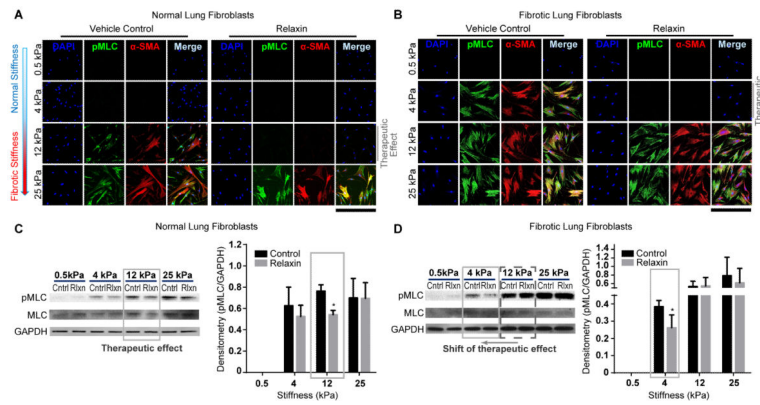 A
Normal Lung Fibroblasts
Vehicle Control
Relaxin
DAPI pMLC α-SMA Merge DAPI pMLC α-SMA Merge
Normal Stiffness
Fibrotic Stiffness
0.5 kPa
4 kPa
12 kPa
25 kPa
Therapeutic
Effect
B
Fibrotic Lung Fibroblasts
Vehicle Control
Relaxin
DAPI pMLC α-SMA Merge DAPI pMLC α-SMA Merge
0.5 kPa
4 kPa
12 kPa
25 kPa
Therapeutic
C
Normal Lung Fibroblasts
0.5kPa 4 kPa 12 kPa 25 kPa
Cntrl Rlxn Cntrl Rlxn Cntrl Rlxn Cntrl Rlxn
pMLC
MLC
GAPDH
Therapeutic effect
Densitometry (pMLC/GAPDH)
1.0
0.8
0.6
0.4
0.2
0.0
Control
Relaxin
*
0.5 4 12 25
Stiffness (kPa)
D
Fibrotic Lung Fibroblasts
0.5kPa 4 kPa 12 kPa 25 kPa
Cntrl Rlxn Cntrl Rlxn Cntrl Rlxn Cntrl Rlxn
pMLC
MLC
GAPDH
Shift of therapeutic effect
Densitometry (pMLC/GAPDH)
1.4
1.2
1.0
0.8
0.6
0.4
0.3
0.2
0.1
0.0
Control
Relaxin
*
0.5 4 12 25
Stiffness (kPa)